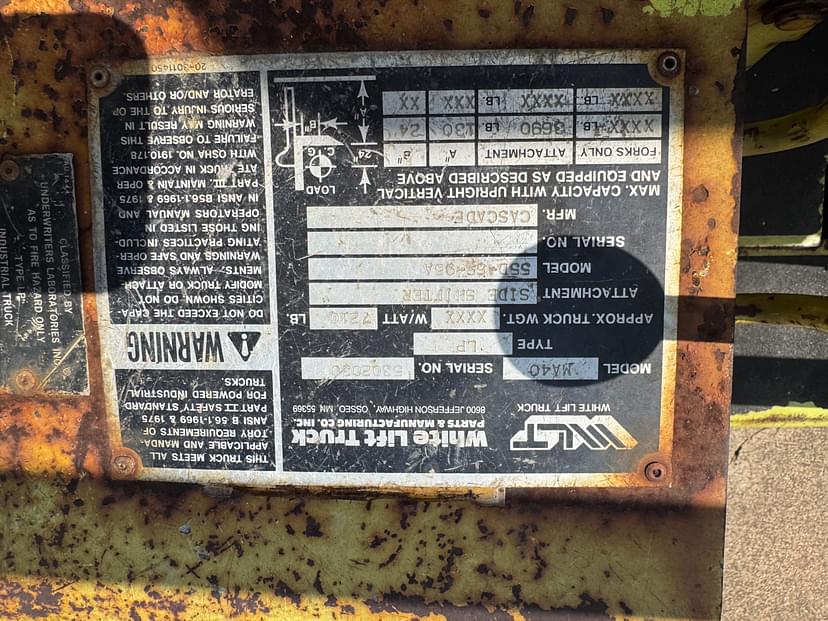 WLT
WHITE LIFT TRUCK
White Lift Truck
PARTS & MANUFACTURING CO. INC.
8600 JEFFERSON HIGHWAY, OSSEO, MN 55369
MODEL MA40 SERIAL NO.
TYPE LP
APPROX. TRUCK WGT. XXXX W/ATT 7210 LB
ATTACHMENT SIDE SHIFTER
MODEL
SERIAL NO.
MFR. CASCADE
MAX. CAPACITY WITH UPRIGHT VERTICAL
AND EQUIPPED AS DESCRIBED ABOVE
FORKS ONLY ATTACHMENT A" B"
XXXX LB 3690 LB 130 24
XXXX LB XXXX LB XXX XX
LOAD
C.G.
24
B"
A"
THIS TRUCK MEETS ALL
APPLICABLE MANDA-
TORY REQUIREMENTS OF
ANSI B 56.1-1969 & 1975
PART III SAFETY STANDARD-
FOR POWERED INDUSTRIAL
TRUCKS.
WARNING
DO NOT EXCEED THE CAPA-
CITIES SHOWN. DO NOT
MODIFY TRUCK OR ATTACH-
MENTS. ALWAYS OBSERVE
WARNINGS AND SAFE OPER-
ATING PRACTICES INCLUD-
ING THOSE LISTED IN
OPERATORS MANUAL AND
IN ANSI B56.1-1969 & 1975
PART III. MAINTAIN & OPER-
ATE TRUCK IN ACCORDANCE
WITH OSHA NO. 1910.178.
FAILURE TO OBSERVE THIS
WARNING MAY RESULT IN
SERIOUS INJURY TO THE OP-
ERATOR AND/OR OTHERS.
20-3011450
CLASSIFIED BY
UNDERWRITERS LABORATORIES INC.
AS TO FIRE HAZARD ONLY
TYPE LP
INDUSTRIAL TRUCK